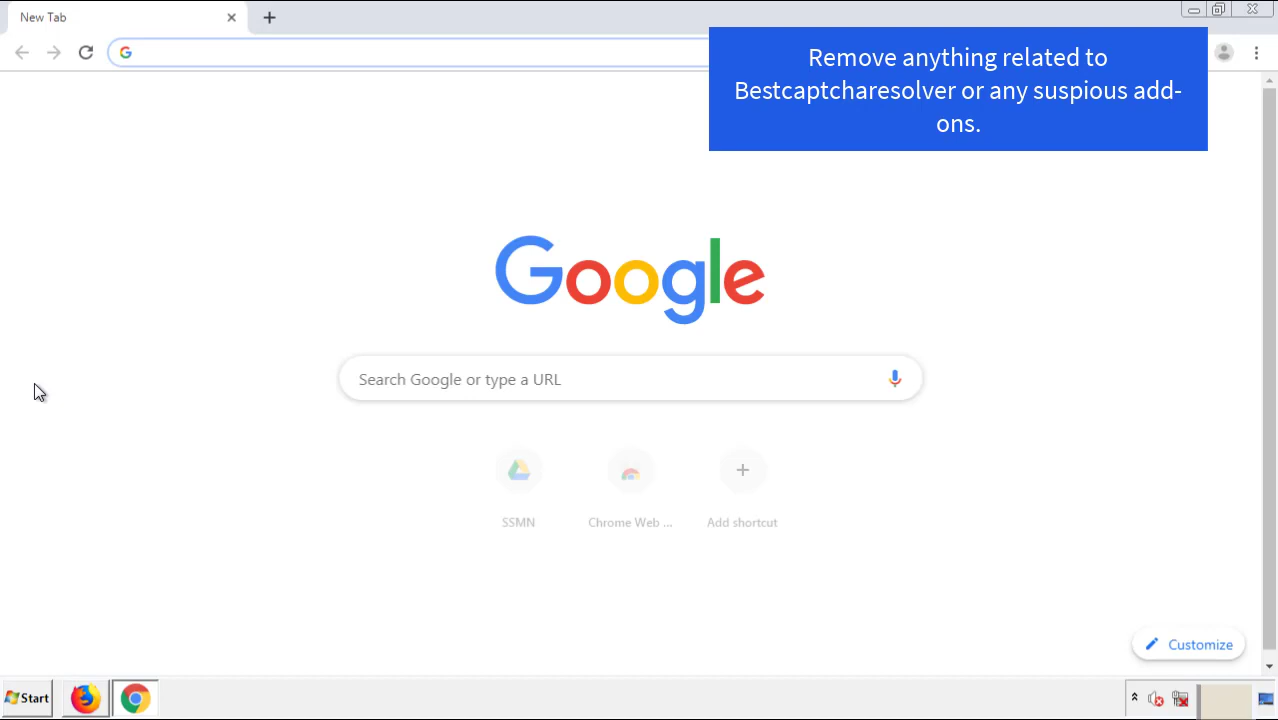 New Tab
Remove anything related to
Bestcaptcharesolver or any suspious add-
ons.
Google
Search Google or type a URL
SSMN
Chrome Web ...
Add shortcut
Customize
Start